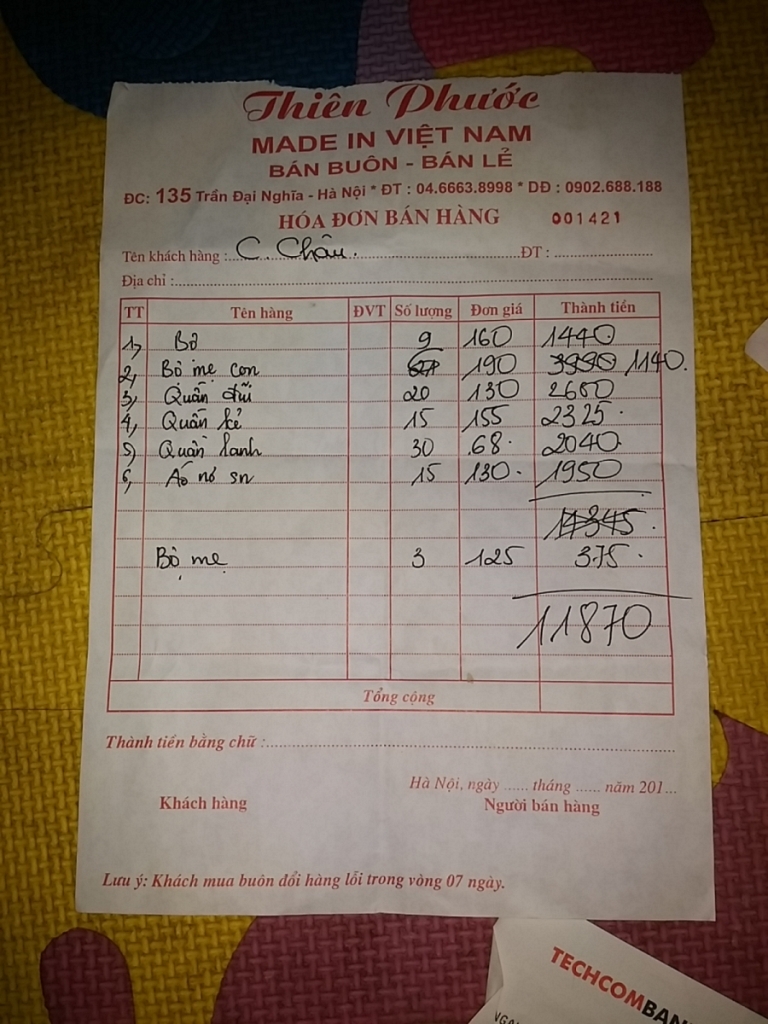 Thiên Phước
MADE IN VIỆT NAM
BÁN BUÔN - BÁN LẺ
ĐC: 135 Trần Đại Nghĩa - Hà Nội * ĐT : 04.6663.8998 * DĐ : 0902.688.188
HÓA ĐƠN BÁN HÀNG 001421
Tên khách hàng : C. Châu. ĐT :
Địa chỉ :
TT Tên hàng ĐVT Số lượng Đơn giá Thành tiền
1, Bộ 9 160 1440
2, Bộ mẹ con 190 3990 1140.
3, Quần đũi 20 130 2600
4, Quần kẻ 15 155 2325.
5, Quần lanh 30 68. 2040
6, Áo nỏ sn 15 130. 1950
14345.
Bộ mẹ 3 125 375.
11870
Tổng cộng
Thành tiền bằng chữ :
Hà Nội, ngày ...... tháng ...... năm 201...
Khách hàng Người bán hàng
Lưu ý: Khách mua buôn đổi hàng lỗi trong vòng 07 ngày.
TECHCOMBAN